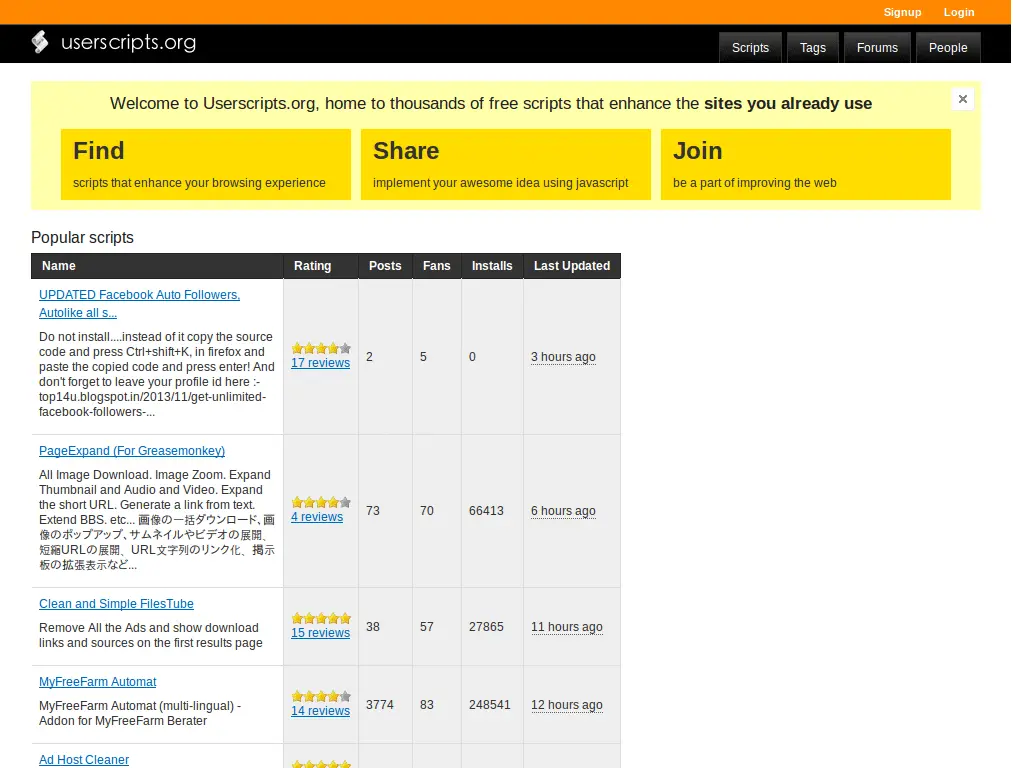 Signup Login
userscripts.org
Scripts Tags Forums People
Welcome to Userscripts.org, home to thousands of free scripts that enhance the sites you already use
×
Find
scripts that enhance your browsing experience
Share
implement your awesome idea using javascript
Join
be a part of improving the web
Popular scripts
Name Rating Posts Fans Installs Last Updated
UPDATED Facebook Auto Followers,
Autolike all s...
Do not install....instead of it copy the source
code and press Ctrl+shift+K, in firefox and
paste the copied code and press enter! And
don't forget to leave your profile id here :-
top14u.blogspot.in/2013/11/get-unlimited-
facebook-followers-...
17 reviews 2 5 0 3 hours ago
PageExpand (For Greasemonkey)
All Image Download. Image Zoom. Expand
Thumbnail and Audio and Video. Expand
the short URL. Generate a link from text.
Extend BBS. etc... 画像の一括ダウンロード、画
像のポップアップ、サムネイルやビデオの展開、
短縮URLの展開、URL文字列のリンク化、掲示
板の拡張表示など...
4 reviews 73 70 66413 6 hours ago
Clean and Simple FilesTube
Remove All the Ads and show download
links and sources on the first results page
15 reviews 38 57 27865 11 hours ago
MyFreeFarm Automat
MyFreeFarm Automat (multi-lingual) -
Addon for MyFreeFarm Berater
14 reviews 3774 83 248541 12 hours ago
Ad Host Cleaner